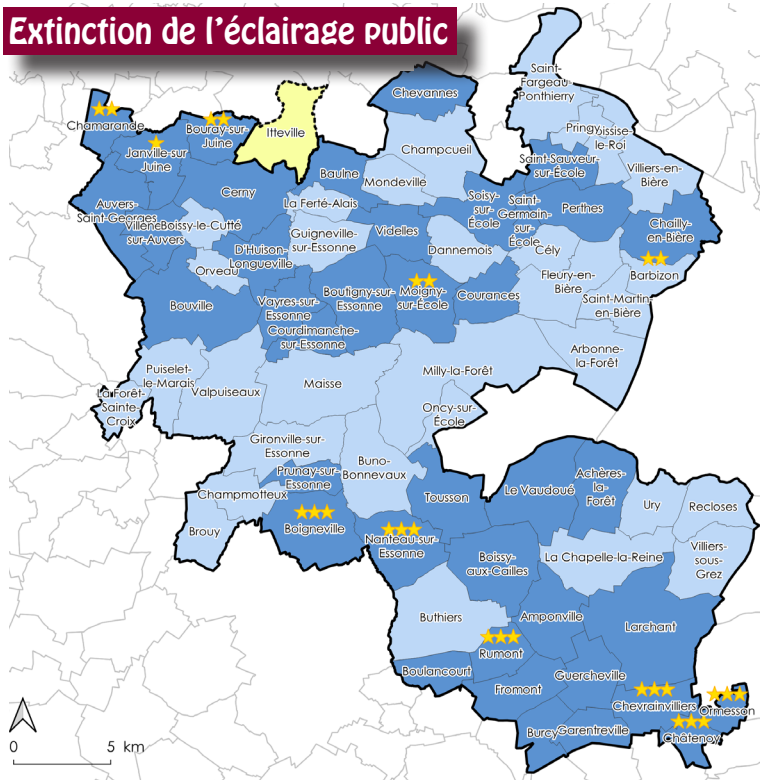 Extinction de l'éclairage public
Saint-
Fargeau-
Ponthierry
Chevannes
Chamarande
Bouray-sur-
Juine
Itteville
Pringy
Voissise-
le-Roi
Janville-sur-
Juine
Champcueil
Saint-Sauveur-
sur-École
Villiers-en-
Bière
Baulne
Mondeville
Cerny
Auvers-
Saint-Georges
La Ferté-Alais
Soisy-
sur-
École
Saint-
Germain-
sur-
École
Perthes
Chailly-
en-Bière
Villeneuve-
sur-Auvers
Boissy-le-Cutté
Guigneville-
sur-Essonne
Videlles
Dannemois
Cély
D'Huison-
Longueville
Orveau
Barbizon
Fleury-en-
Bière
Bouville
Vayres-sur-
Essonne
Boutigny-sur-
Essonne
Moigny-
sur-École
Courances
Saint-Martin-
en-Bière
Courdimanche-
sur-Essonne
Arbonne-
la-Forêt
Puiselet-
le-Marais
Valpuiseaux
Maisse
Milly-la-Forêt
La Forêt-
Sainte-
Croix
Oncy-sur-
École
Gironville-sur-
Essonne
Buno-
Bonnevaux
Prunay-sur-
Essonne
Champmotteux
Tousson
Le Vaudoué
Achères-
la-
Forêt
Ury
Recloses
Brouy
Boigneville
Nanteau-sur-
Essonne
Boissy-
aux-Cailles
La Chapelle-la-Reine
Villiers-
sous-
Grez
Buthiers
Amponville
Larchant
Rumont
Boulancourt
Fromont
Guercheville
Chevrainvilliers
Ormesson
Burcy
Garentreville
Châtenoy
0 5 km